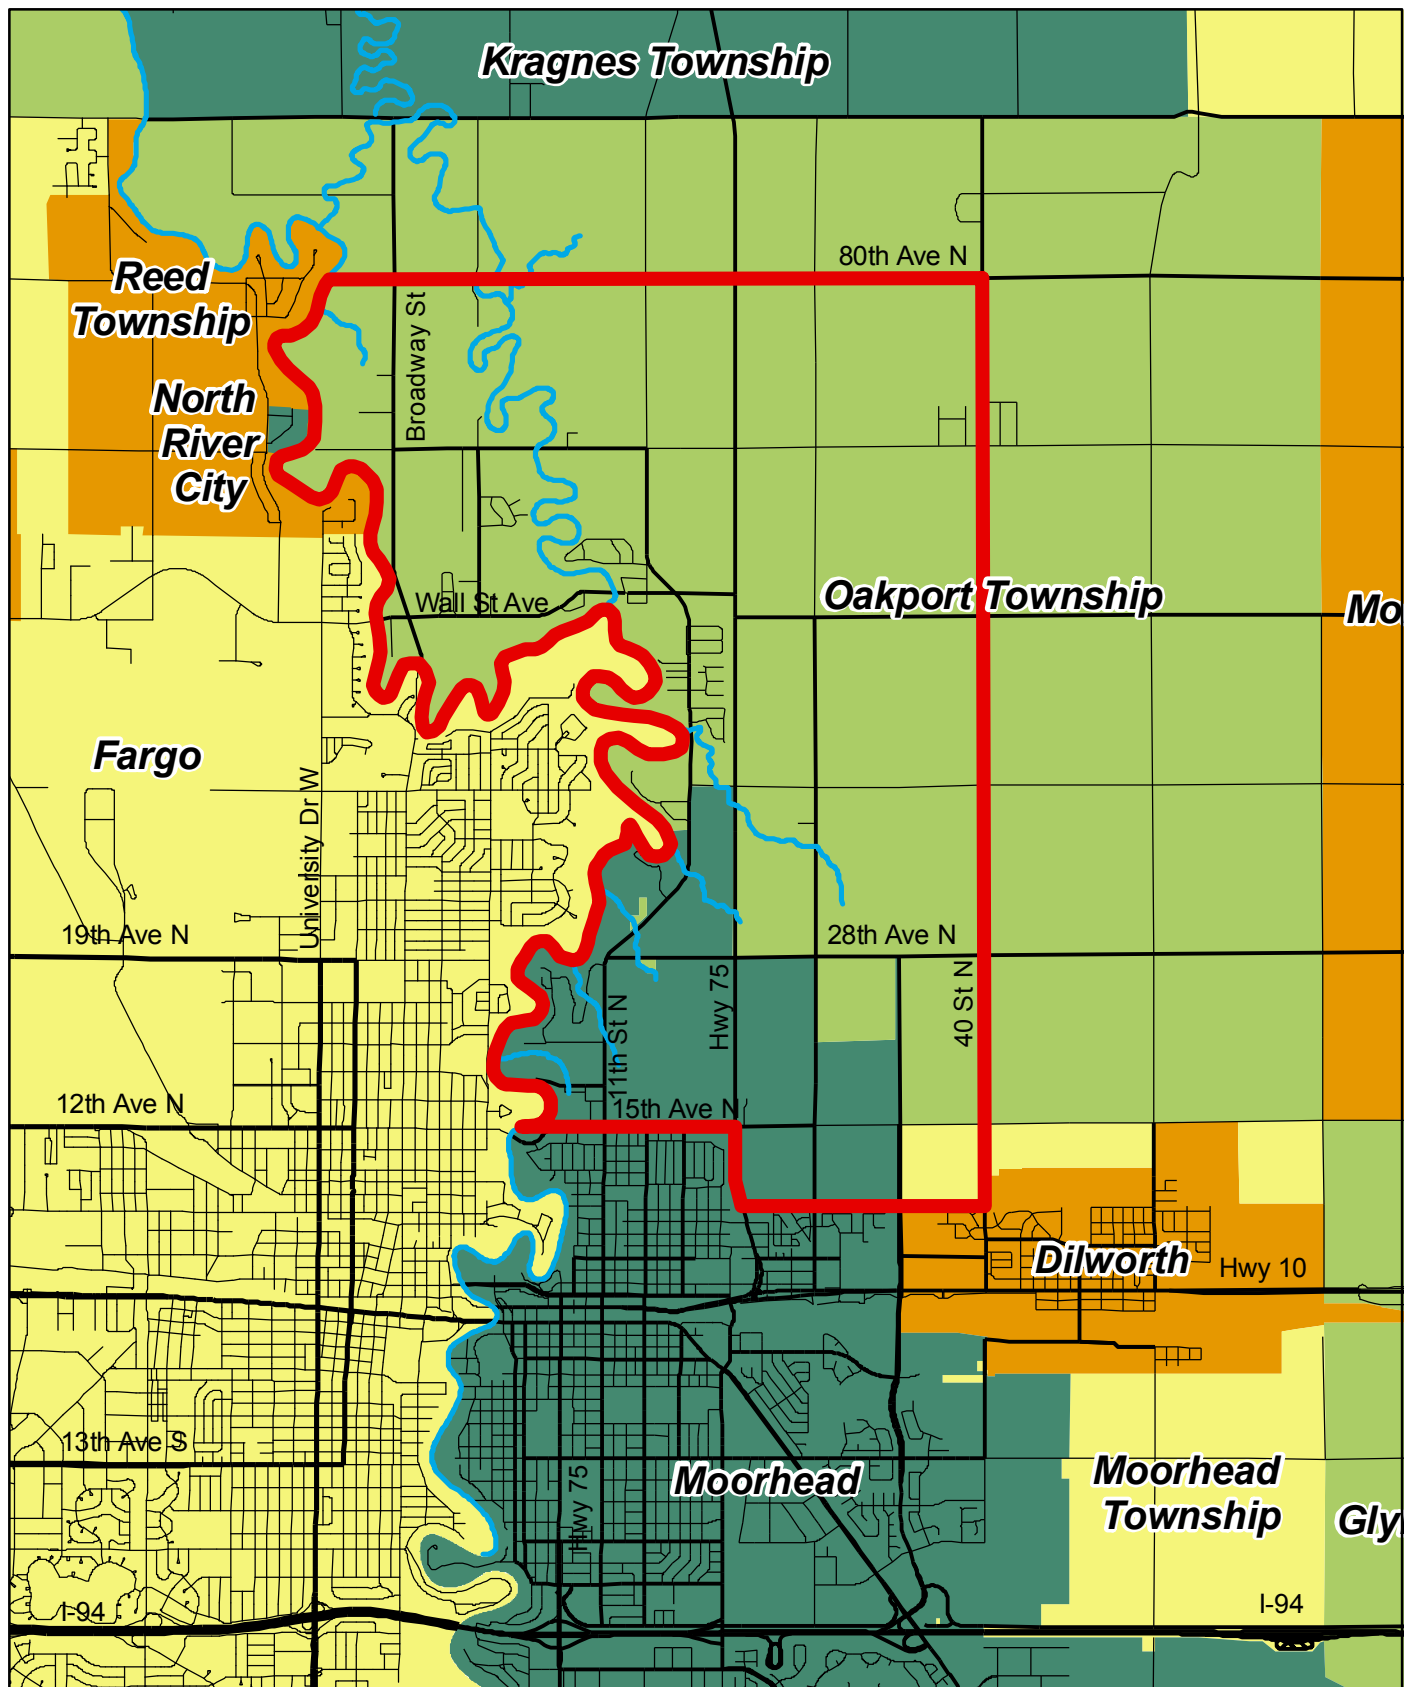 Kragnes Township
80th Ave N
Reed
Township
Broadway St
North
River
City
Wall St Ave
Oakport Township
Mo
Fargo
University Dr W
19th Ave N
28th Ave N
Hwy 75
40 St N
11th St N
12th Ave N
15th Ave N
Dilworth
Hwy 10
13th Ave S
Moorhead
Moorhead
Township
Hwy 75
Gly
I-94
I-94